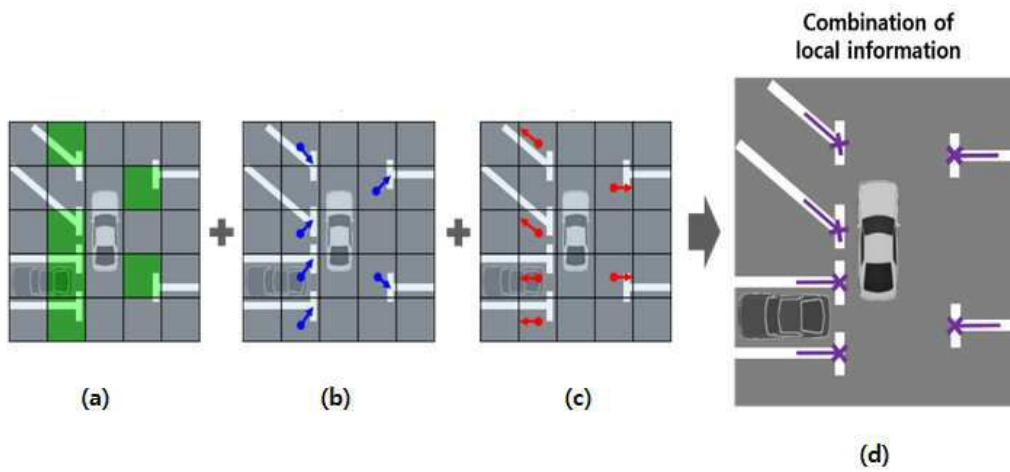 Combination of
local information
(a)
(b)
(c)
(d)